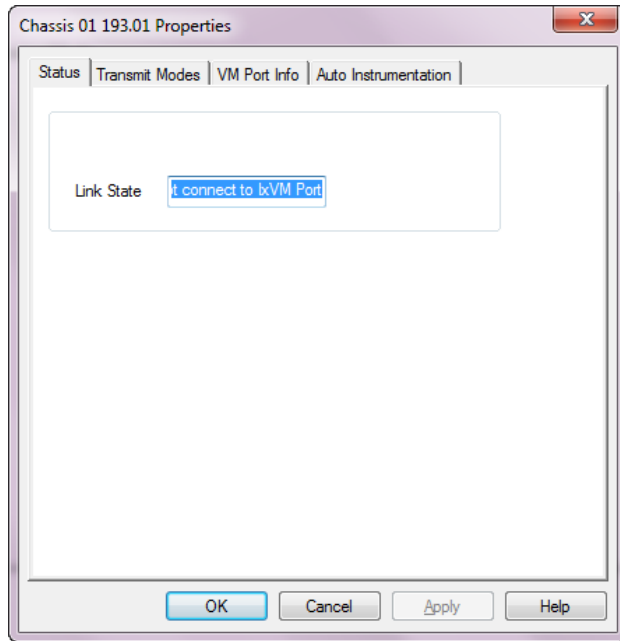 Chassis 01 193.01 Properties
Status Transmit Modes VM Port Info Auto Instrumentation
Link State t connect to IxVM Port
OK Cancel Apply Help